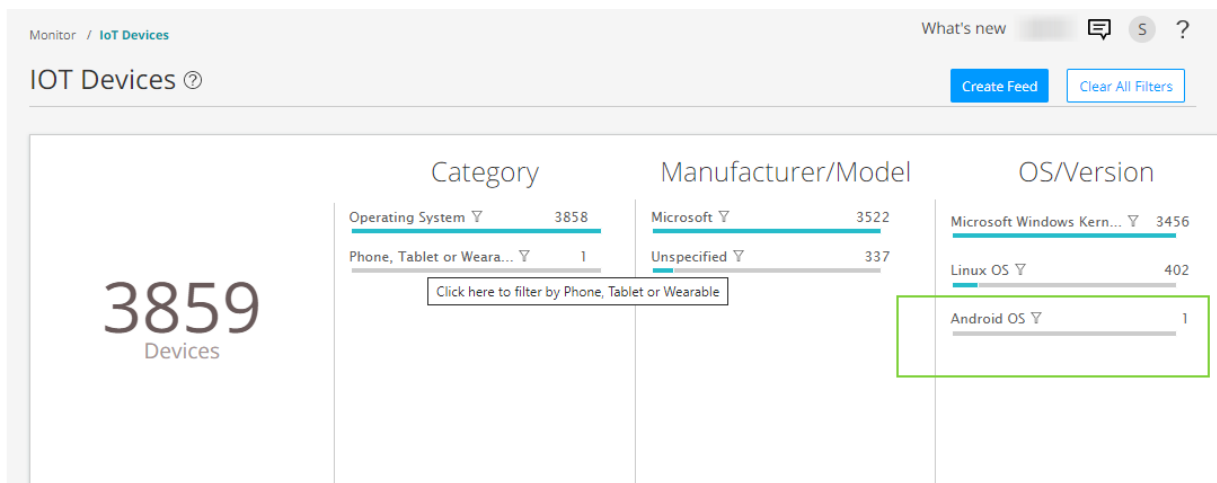 Monitor / IoT Devices
What's new
S
?
IOT Devices ?
Create Feed
Clear All Filters
Category
Manufacturer/Model
OS/Version
Operating System 3858
Microsoft 3522
Microsoft Windows Kern... 3456
Phone, Tablet or Weara... 1
Unspecified 337
Linux OS 402
Click here to filter by Phone, Tablet or Wearable
3859
Devices
Android OS 1